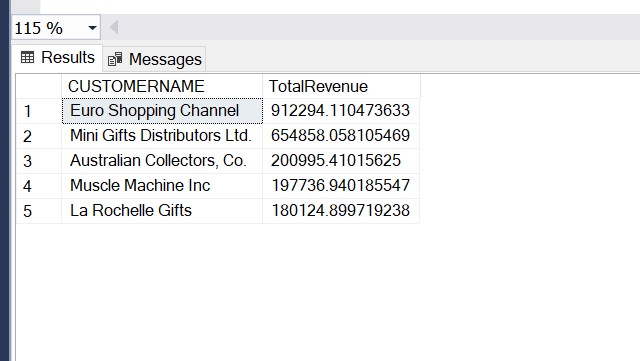 115 %
Results Messages
CUSTOMERNAME TotalRevenue
1 Euro Shopping Channel 912294.110473633
2 Mini Gifts Distributors Ltd. 654858.058105469
3 Australian Collectors, Co. 200995.41015625
4 Muscle Machine Inc 197736.940185547
5 La Rochelle Gifts 180124.899719238